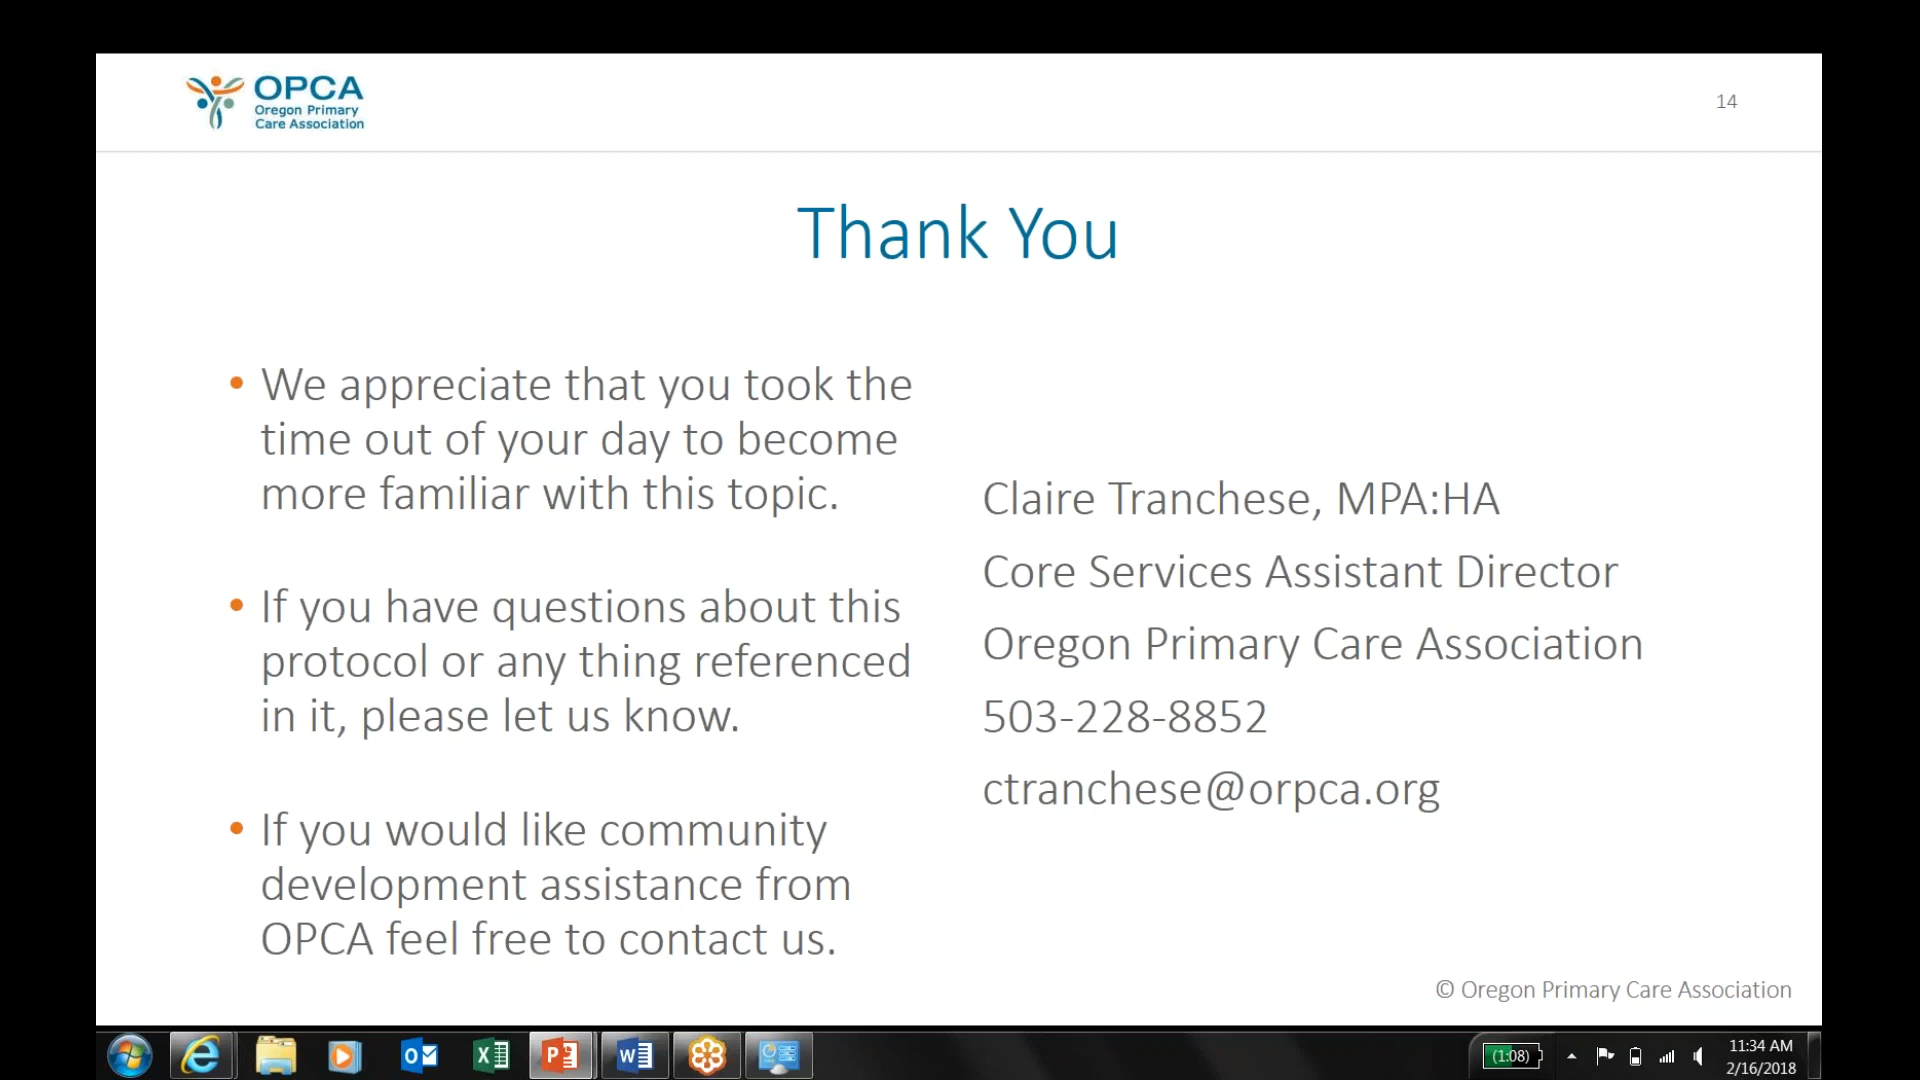 OPCA
Oregon Primary
Care Association
14
Thank You
• We appreciate that you took the
time out of your day to become
more familiar with this topic.
• If you have questions about this
protocol or any thing referenced
in it, please let us know.
• If you would like community
development assistance from
OPCA feel free to contact us.
Claire Tranchese, MPA:HA
Core Services Assistant Director
Oregon Primary Care Association
503-228-8852
ctranchese@orpca.org
© Oregon Primary Care Association
(1:08)
11:34 AM
2/16/2018